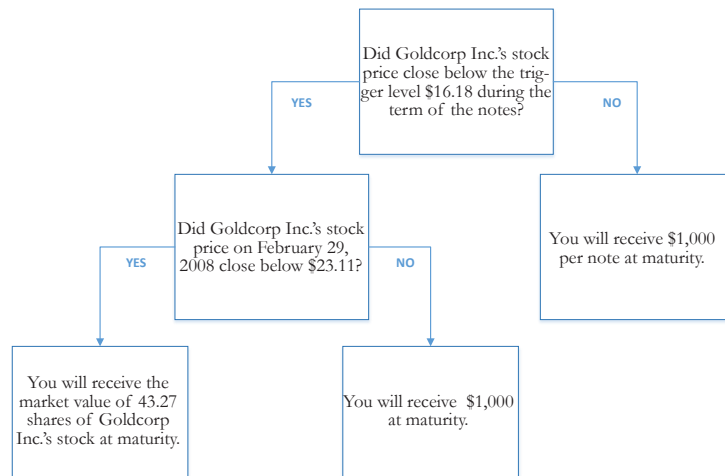 Did Goldcorp Inc.'s stock
price close below the trig-
ger level $16.18 during the
term of the notes?
YES
NO
Did Goldcorp Inc.'s stock
price on February 29,
2008 close below $23.11?
You will receive $1,000
per note at maturity.
YES
NO
You will receive the
market value of 43.27
shares of Goldcorp
Inc.'s stock at maturity.
You will receive $1,000
at maturity.